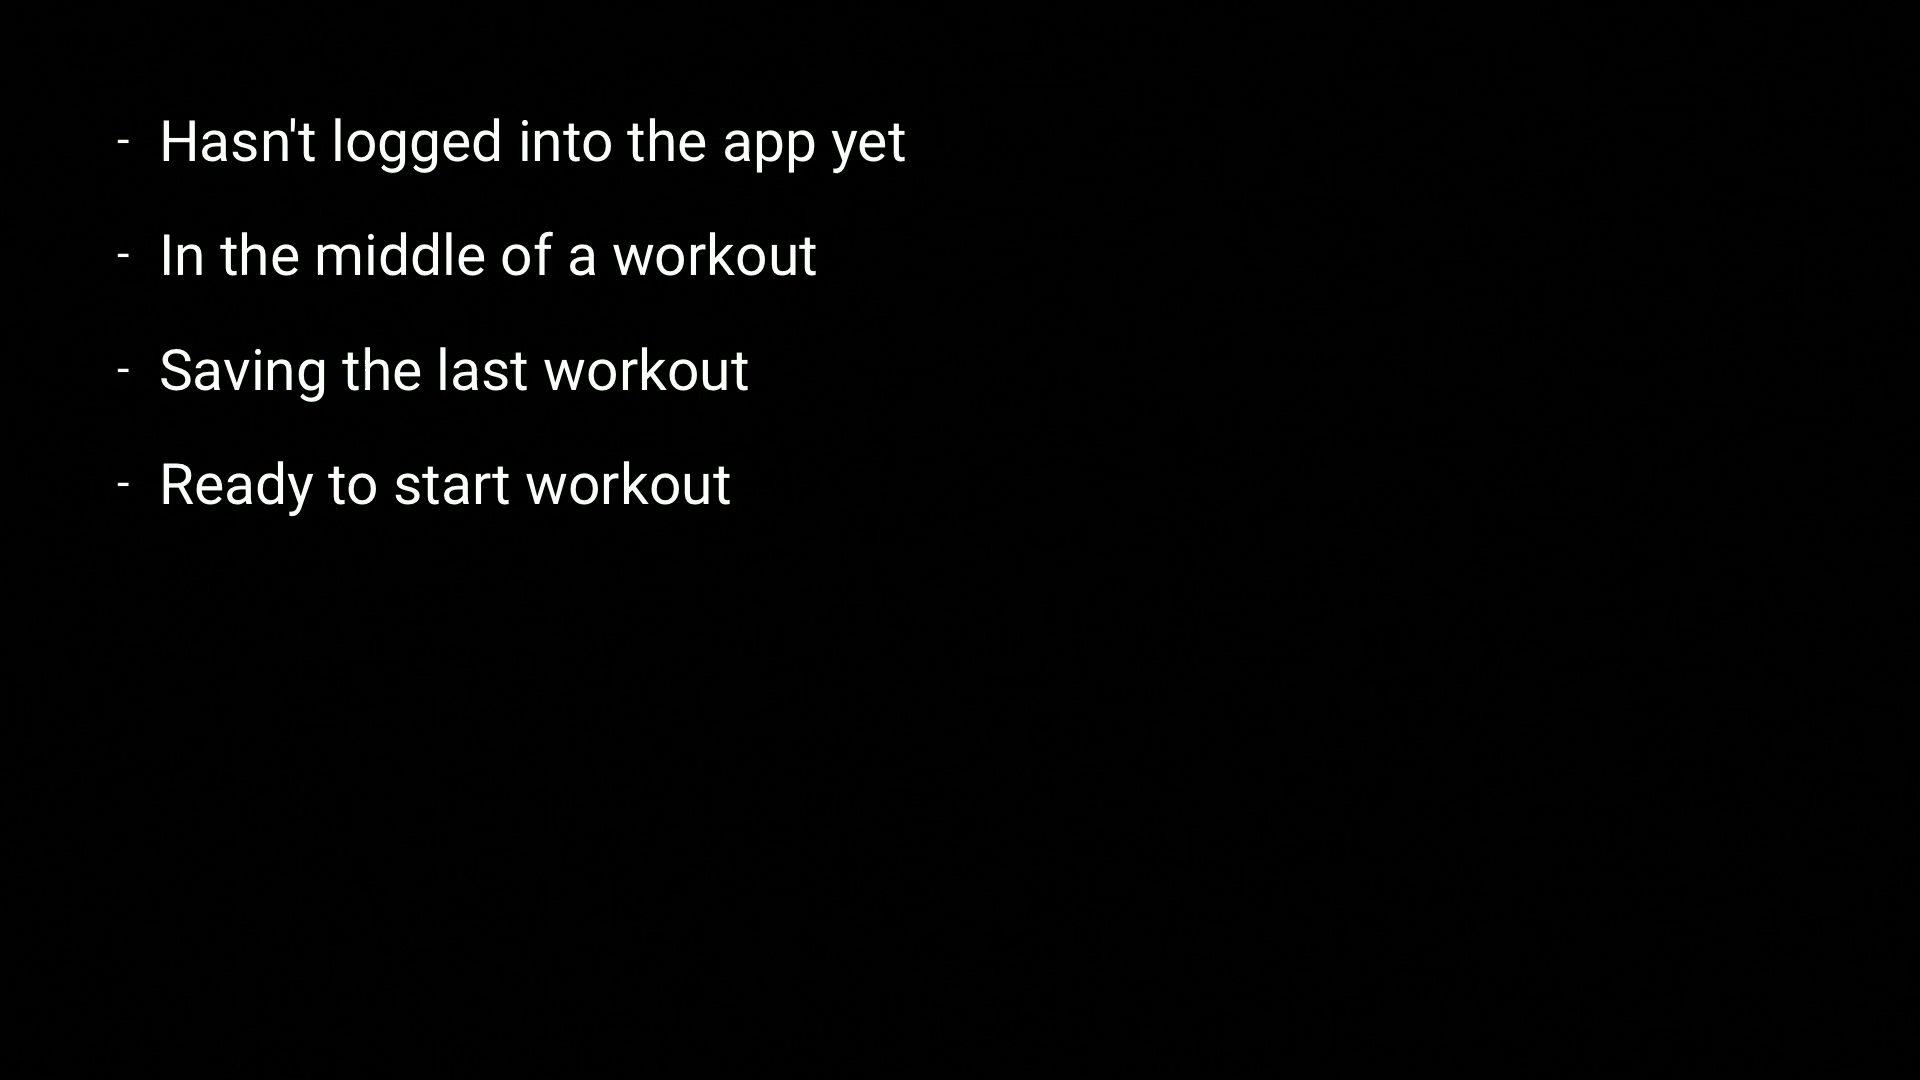 - Hasn't logged into the app yet
- In the middle of a workout
- Saving the last workout
- Ready to start workout